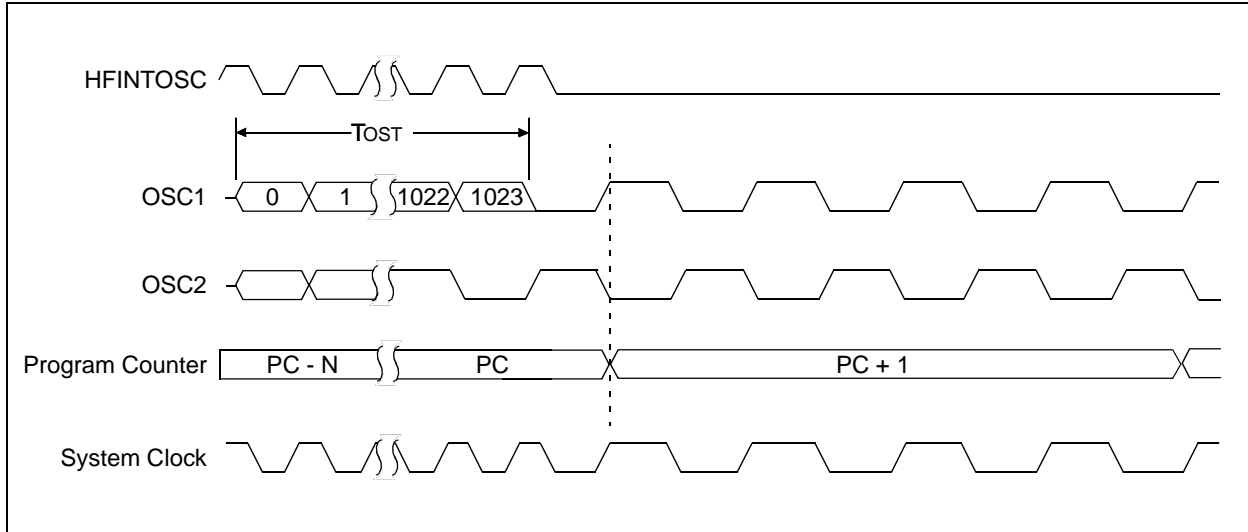 HFINTOSC
TOST
OSC1 0 1 1022 1023
OSC2
Program Counter PC - N PC PC + 1
System Clock